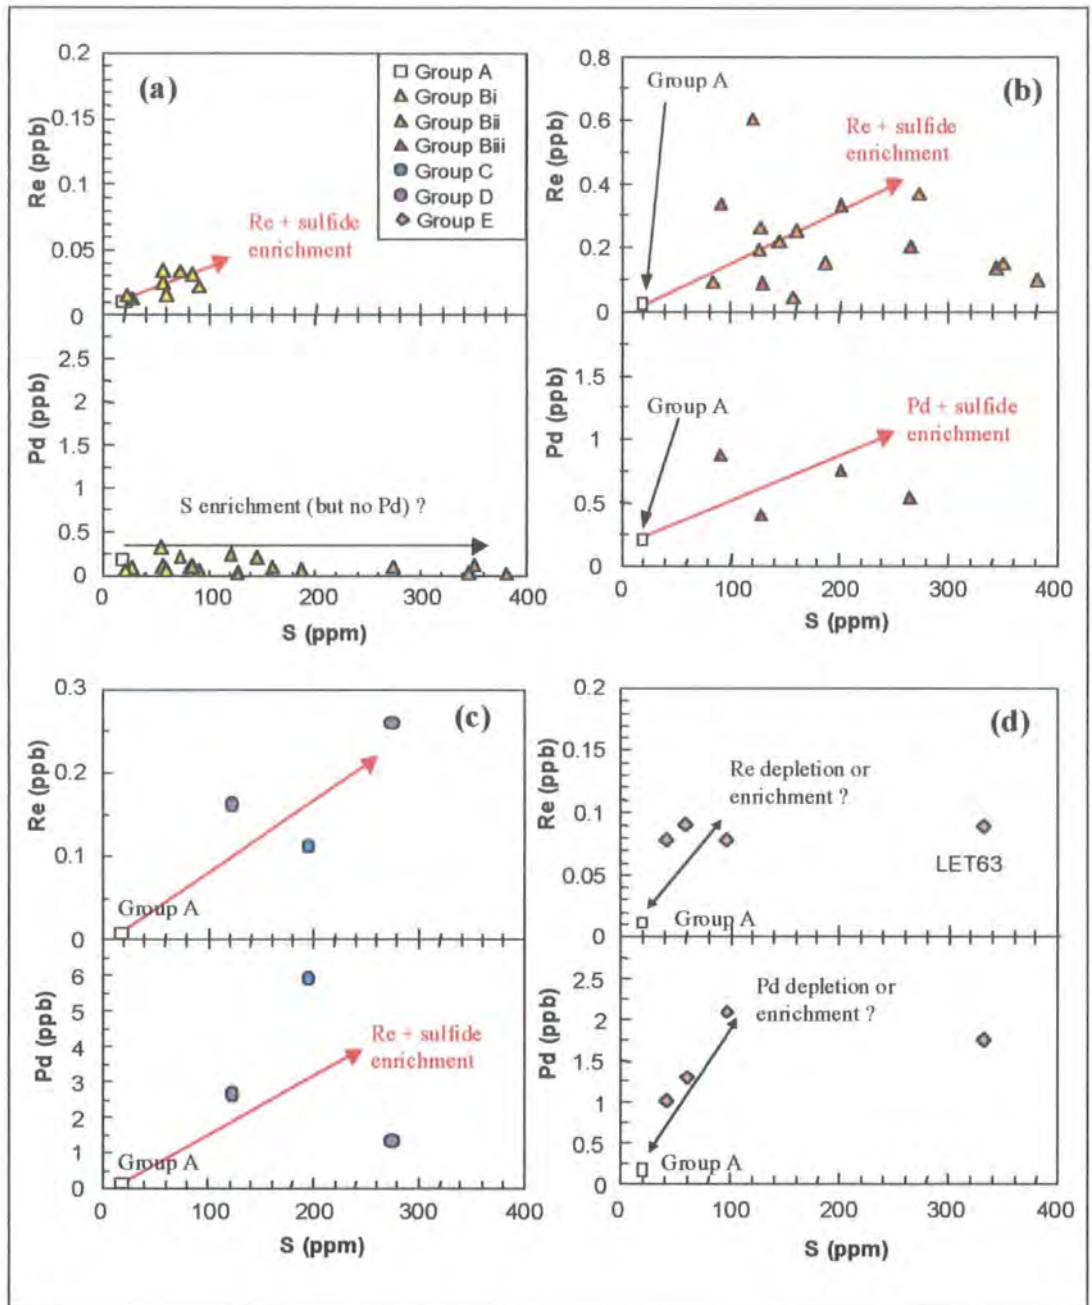 (a)
0.2
0.15
0.1
0.05
0
Re (ppb)
Group A
Group Bi
Group Bii
Group Biii
Group C
Group D
Group E
Re + sulfide
enrichment
2.5
2
1.5
1
0.5
0
Pd (ppb)
S enrichment (but no Pd) ?
100 200 300 400
S (ppm)
(b)
0.8
0.6
0.4
0.2
0
Re (ppb)
Group A
Re + sulfide
enrichment
1.5
1
0.5
0
Pd (ppb)
Group A
Pd + sulfide
enrichment
0 100 200 300 400
S (ppm)
(c)
0.3
0.2
0.1
0
Re (ppb)
Group A
6
5
4
3
2
1
0
Pd (ppb)
Re + sulfide
enrichment
Group A
0 100 200 300 400
S (ppm)
(d)
0.2
0.15
0.1
0.05
0
Re (ppb)
Re depletion or
enrichment ?
LET63
Group A
2.5
2
1.5
1
0.5
0
Pd (ppb)
Pd depletion or
enrichment ?
Group A
100 200 300 400
S (ppm)